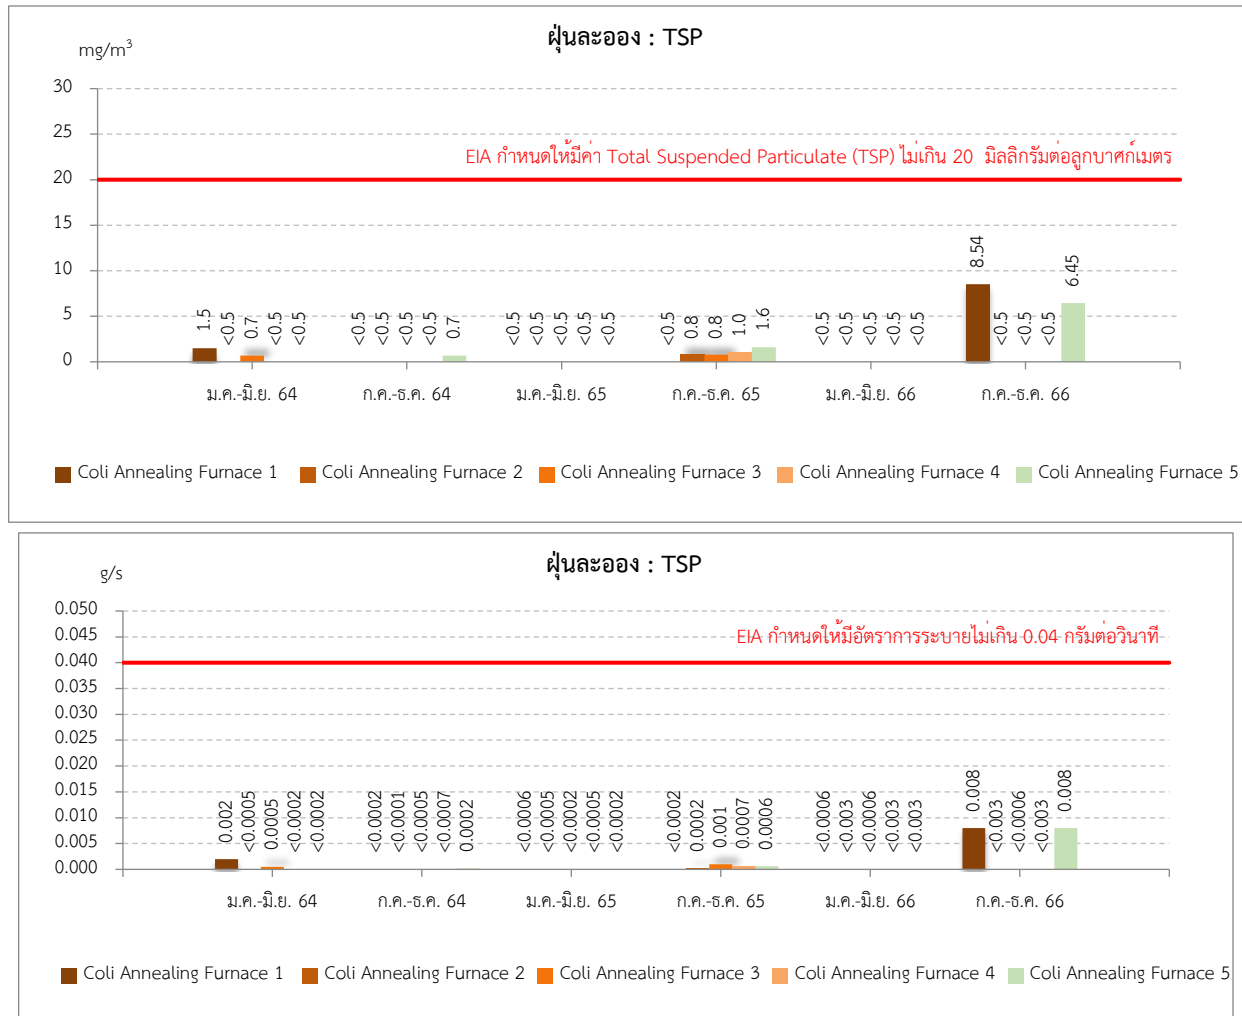 ฝุ่นละออง : TSP
mg/m³
30
25
EIA กำหนดให้มีค่า Total Suspended Particulate (TSP) ไม่เกิน 20 มิลลิกรัมต่อลูกบาศก์เมตร
20
15
10
5
0
1.5 <0.5 0.7 <0.5 <0.5
<0.5 <0.5 <0.5 <0.5 0.7
<0.5 <0.5 <0.5 <0.5 <0.5
<0.5 0.8 0.8 1.0 1.6
<0.5 <0.5 <0.5 <0.5 <0.5
8.54 <0.5 <0.5 <0.5 6.45
ม.ค.-มิ.ย. 64 ก.ค.-ธ.ค. 64 ม.ค.-มิ.ย. 65 ก.ค.-ธ.ค. 65 ม.ค.-มิ.ย. 66 ก.ค.-ธ.ค. 66
Coli Annealing Furnace 1 Coli Annealing Furnace 2 Coli Annealing Furnace 3 Coli Annealing Furnace 4 Coli Annealing Furnace 5
ฝุ่นละออง : TSP
g/s
0.050
0.045
EIA กำหนดให้มีอัตราการระบายไม่เกิน 0.04 กรัมต่อวินาที
0.040
0.035
0.030
0.025
0.020
0.015
0.010
0.005
0.000
0.002 <0.0005 0.0005 <0.0002 <0.0002
<0.0002 <0.0001 <0.0005 <0.0007 0.0002
<0.0006 <0.0005 <0.0002 <0.0005 <0.0002
<0.0002 0.0002 0.001 0.0007 0.0006
<0.0006 <0.003 <0.0006 <0.003 <0.003
0.008 <0.003 <0.0006 <0.003 0.008
ม.ค.-มิ.ย. 64 ก.ค.-ธ.ค. 64 ม.ค.-มิ.ย. 65 ก.ค.-ธ.ค. 65 ม.ค.-มิ.ย. 66 ก.ค.-ธ.ค. 66
Coli Annealing Furnace 1 Coli Annealing Furnace 2 Coli Annealing Furnace 3 Coli Annealing Furnace 4 Coli Annealing Furnace 5